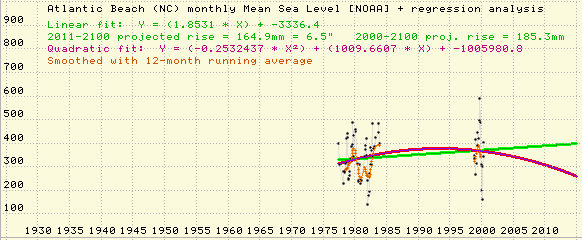 Atlantic Beach (NC) monthly Mean Sea Level [NOAA] + regression analysis
Linear fit:  Y = (1.8531 * X) + -3336.4
2011-2100 projected rise = 164.9mm = 6.5"   2000-2100 proj. rise = 185.3mm
Quadratic fit:  Y = (-0.2532437 * X²) + (1009.6607 * X) + -1005980.8
Smoothed with 12-month running average
900
800
700
600
500
400
300
200
100
1930 1935 1940 1945 1950 1955 1960 1965 1970 1975 1980 1985 1990 1995 2000 2005 2010